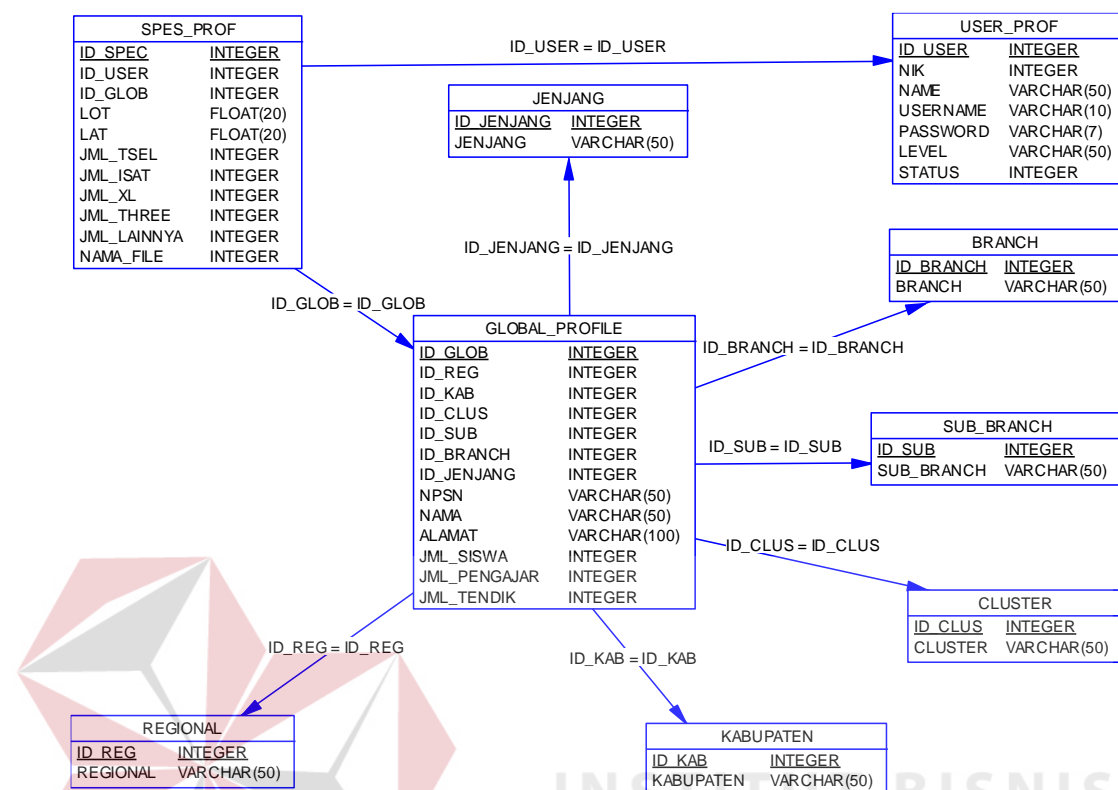 SPES_PROF
ID_SPEC INTEGER
ID_USER INTEGER
ID_GLOB INTEGER
LOT FLOAT(20)
LAT FLOAT(20)
JML_TSEL INTEGER
JML_ISAT INTEGER
JML_XL INTEGER
JML_THREE INTEGER
JML_LAINNYA INTEGER
NAMA_FILE INTEGER
ID_USER = ID_USER
USER_PROF
ID_USER INTEGER
NIK INTEGER
NAME VARCHAR(50)
USERNAME VARCHAR(10)
PASSWORD VARCHAR(7)
LEVEL VARCHAR(50)
STATUS INTEGER
JENJANG
ID_JENJANG INTEGER
JENJANG VARCHAR(50)
ID_JENJANG = ID_JENJANG
BRANCH
ID_BRANCH INTEGER
BRANCH VARCHAR(50)
ID_GLOB = ID_GLOB
GLOBAL_PROFILE
ID_GLOB INTEGER
ID_REG INTEGER
ID_KAB INTEGER
ID_CLUS INTEGER
ID_SUB INTEGER
ID_BRANCH INTEGER
ID_JENJANG INTEGER
NPSN VARCHAR(50)
NAMA VARCHAR(50)
ALAMAT VARCHAR(100)
JML_SISWA INTEGER
JML_PENGAJAR INTEGER
JML_TENDIK INTEGER
ID_BRANCH = ID_BRANCH
SUB_BRANCH
ID_SUB INTEGER
SUB_BRANCH VARCHAR(50)
ID_SUB = ID_SUB
ID_CLUS = ID_CLUS
CLUSTER
ID_CLUS INTEGER
CLUSTER VARCHAR(50)
ID_REG = ID_REG
ID_KAB = ID_KAB
REGIONAL
ID_REG INTEGER
REGIONAL VARCHAR(50)
KABUPATEN
ID_KAB INTEGER
KABUPATEN VARCHAR(50)